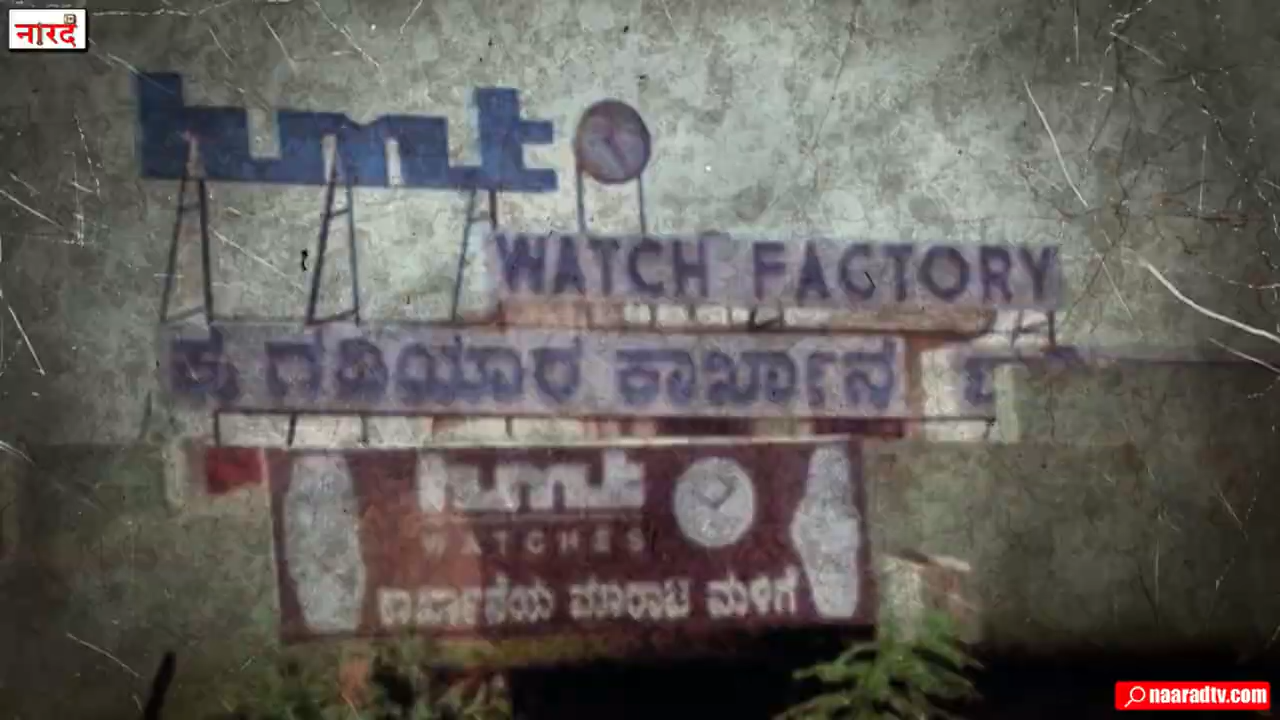 नारद
hmt
WATCH FACTORY
ಗಡಿಯಾರ ಕಾರ್ಖಾನೆ
hmt
WATCHES
ಕಾರ್ಖಾನೆಯ ಮಾರಾಟ ಮಳಿಗೆ
naaradtv.com